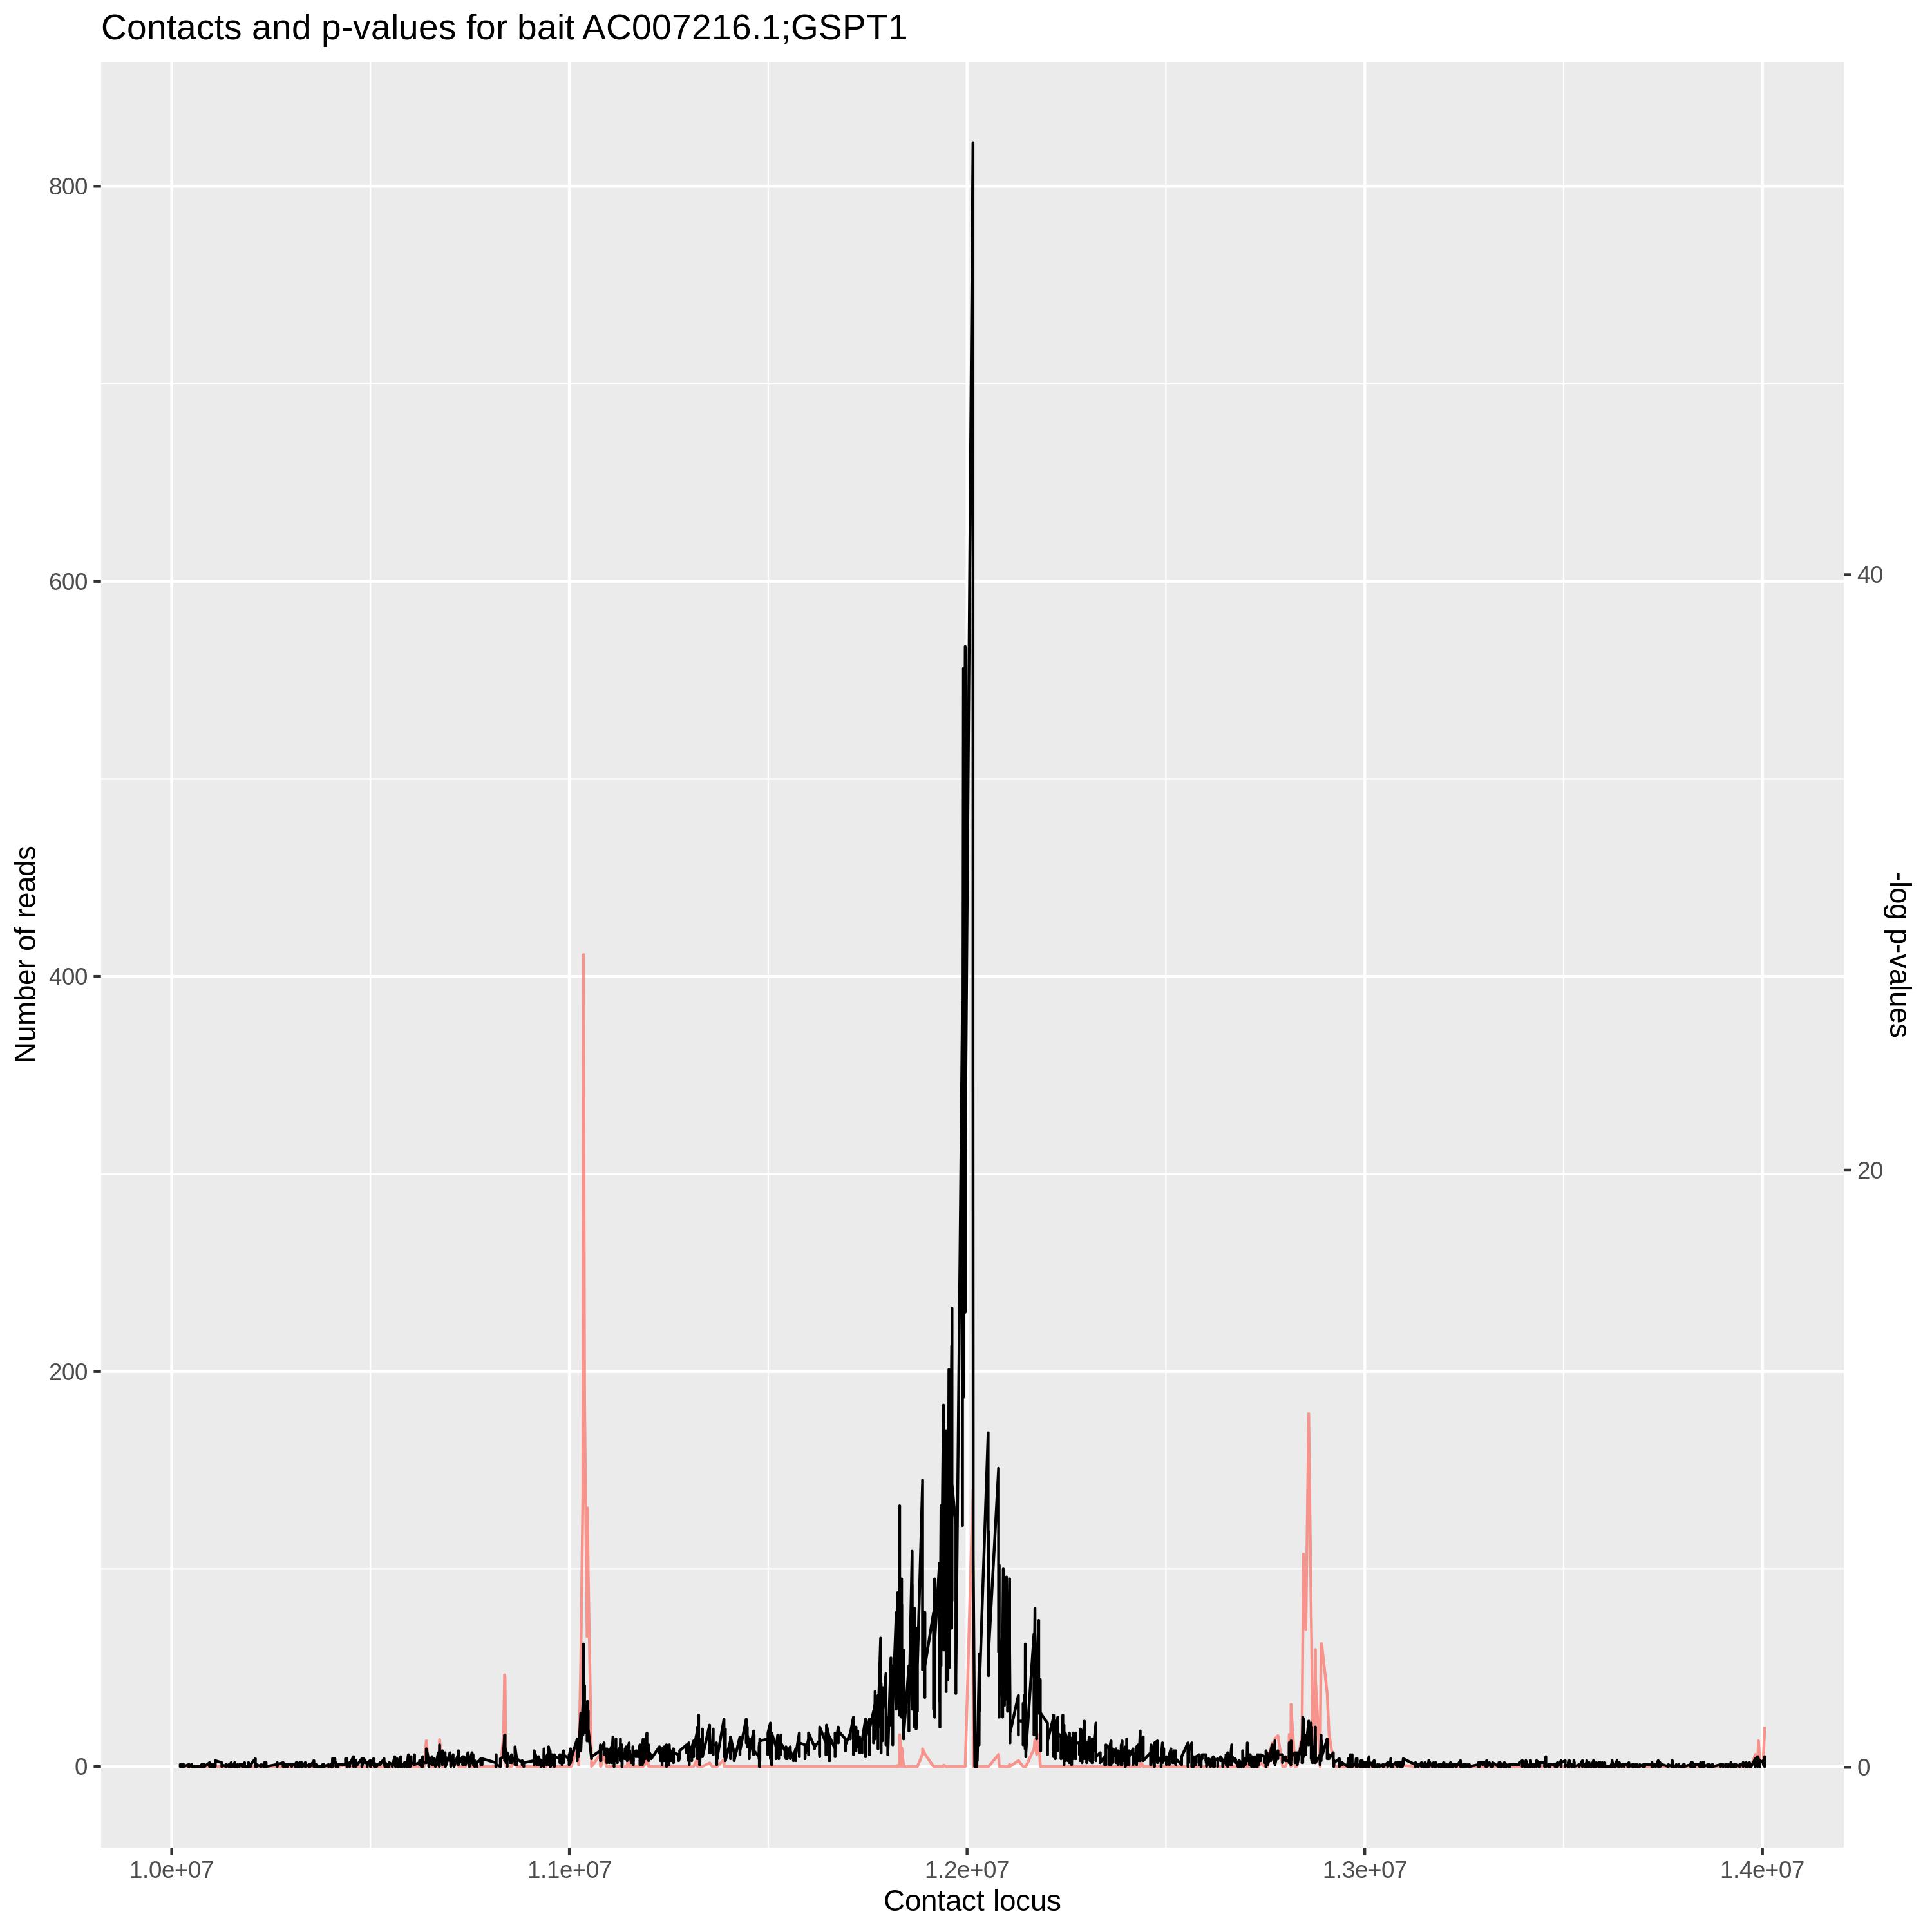 Contacts and p-values for bait AC007216.1;GSPT1
800
600
400
200
0
Number of reads
40
20
0
-log p-values
1.0e+07 1.1e+07 1.2e+07 1.3e+07 1.4e+07
Contact locus